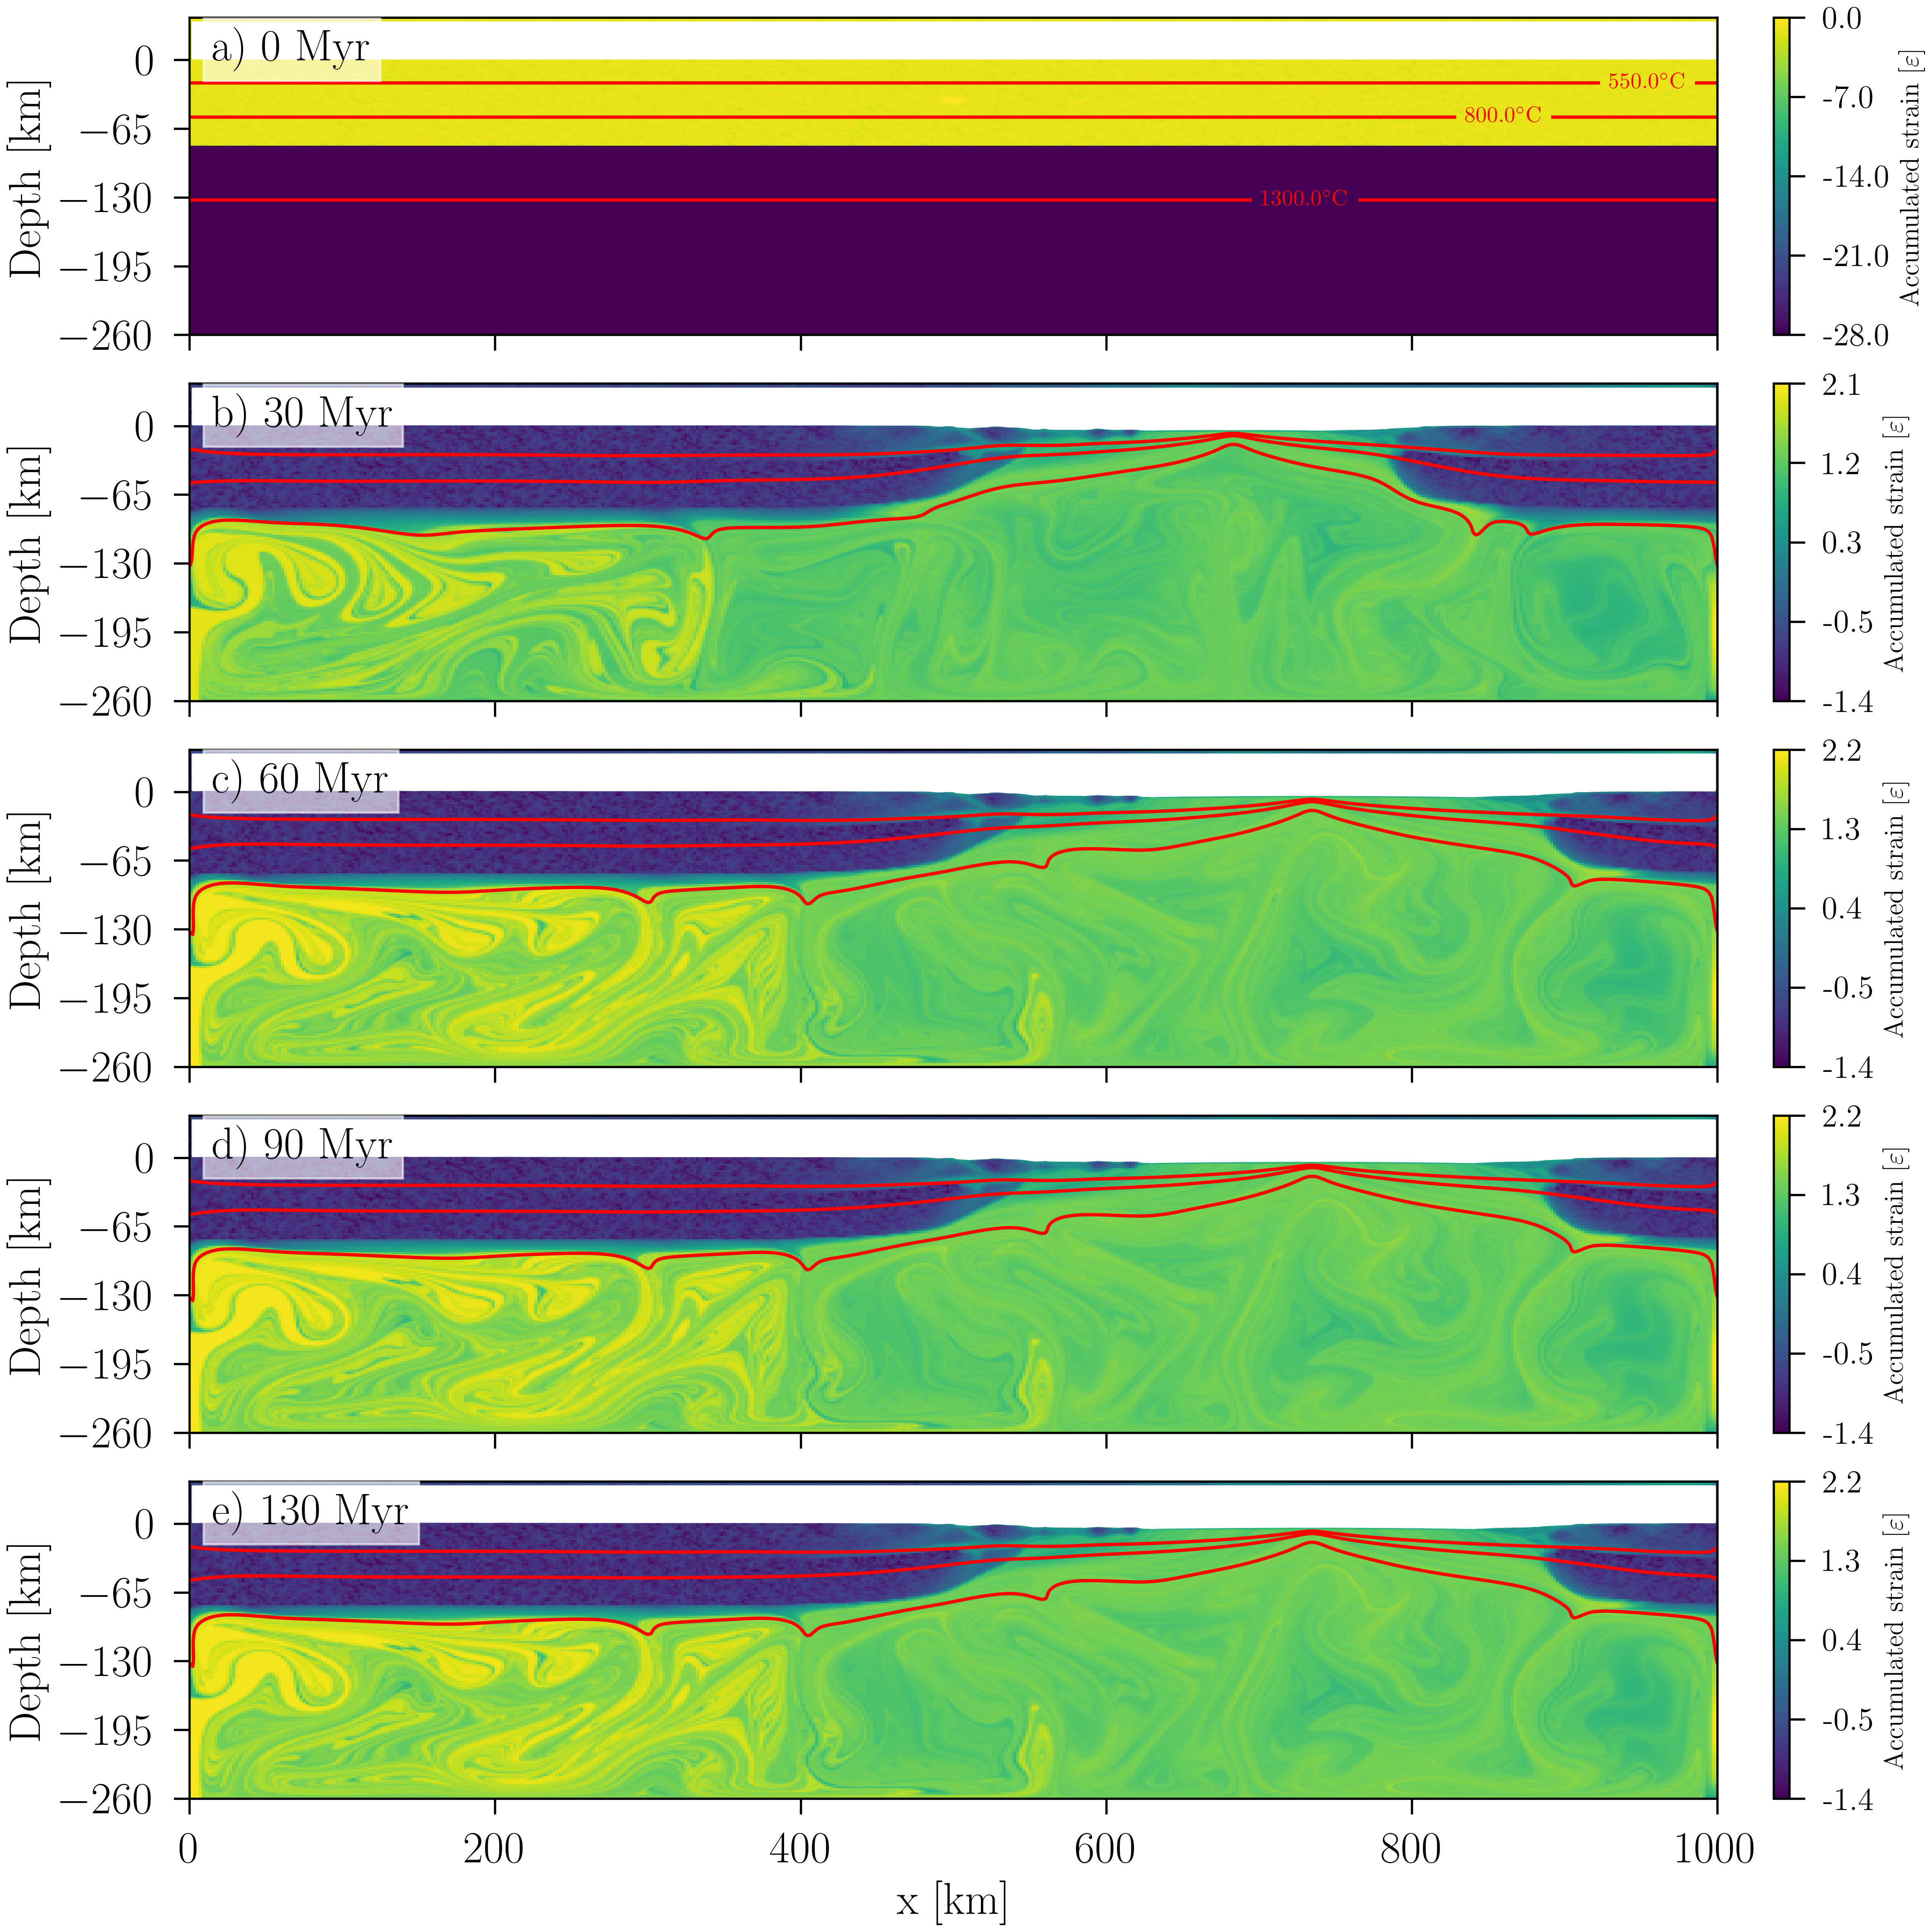 a) 0 Myr
0
−65
−130
−195
−260
Depth [km]
550.0°C
800.0°C
1300.0°C
0.0
-7.0
-14.0
-21.0
-28.0
Accumulated strain [ε]
b) 30 Myr
0
−65
−130
−195
−260
Depth [km]
2.1
1.2
0.3
-0.5
-1.4
Accumulated strain [ε]
c) 60 Myr
0
−65
−130
−195
−260
Depth [km]
2.2
1.3
0.4
-0.5
-1.4
Accumulated strain [ε]
d) 90 Myr
0
−65
−130
−195
−260
Depth [km]
2.2
1.3
0.4
-0.5
-1.4
Accumulated strain [ε]
e) 130 Myr
0
−65
−130
−195
−260
Depth [km]
2.2
1.3
0.4
-0.5
-1.4
Accumulated strain [ε]
0 200 400 600 800 1000
x [km]